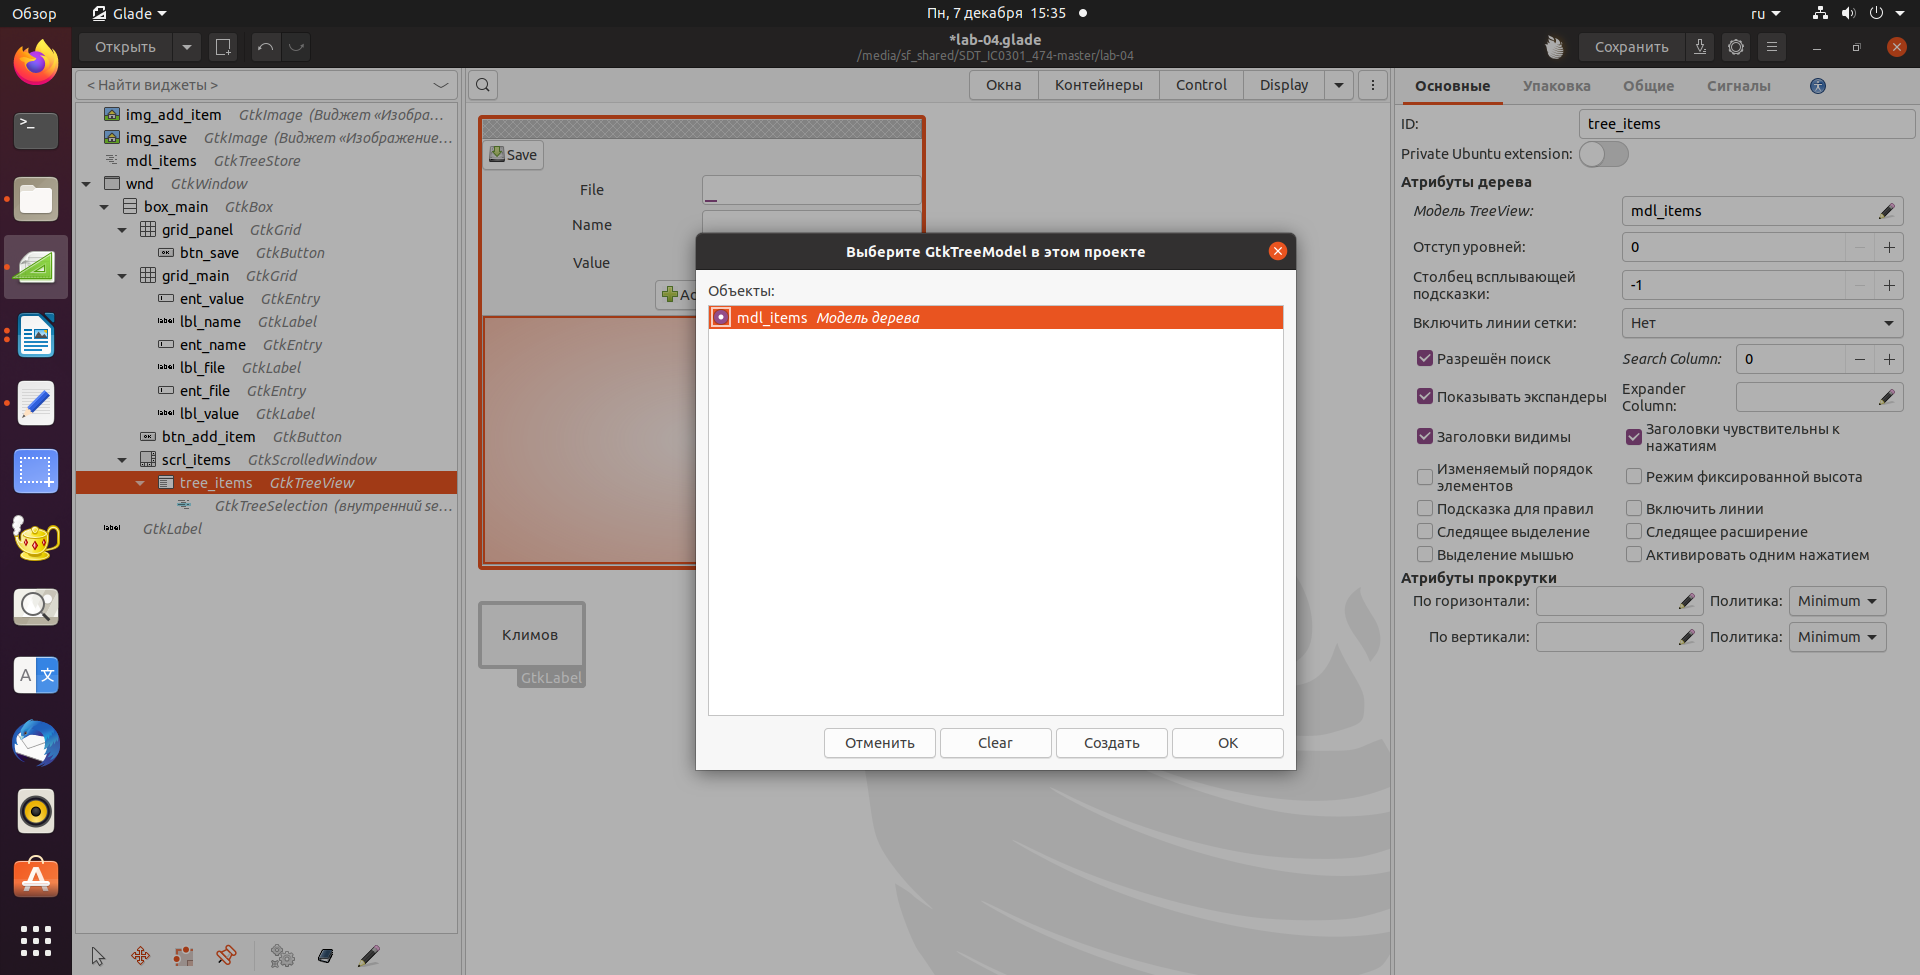 Обзор
Glade
Пн, 7 декабря 15:35
ru
Открыть
*lab-04.glade
/media/sf_shared/SDT_IC0301_474-master/lab-04
Сохранить
< Найти виджеты >
img_add_item GtkImage (Виджет «Изобра…
img_save GtkImage (Виджет «Изображение…
mdl_items GtkTreeStore
wnd GtkWindow
box_main GtkBox
grid_panel GtkGrid
btn_save GtkButton
grid_main GtkGrid
ent_value GtkEntry
label lbl_name GtkLabel
ent_name GtkEntry
label lbl_file GtkLabel
ent_file GtkEntry
label lbl_value GtkLabel
btn_add_item GtkButton
scrl_items GtkScrolledWindow
tree_items GtkTreeView
GtkTreeSelection (внутренний se…
label GtkLabel
Окна
Контейнеры
Control
Display
Save
File
Name
Value
Климов
GtkLabel
Выберите GtkTreeModel в этом проекте
Объекты:
mdl_items Модель дерева
Отменить
Clear
Создать
OK
Основные
Упаковка
Общие
Сигналы
ID: tree_items
Private Ubuntu extension:
Атрибуты дерева
Модель TreeView: mdl_items
Отступ уровней: 0
Столбец всплывающей
подсказки: -1
Включить линии сетки: Нет
Разрешён поиск Search Column: 0
Показывать экспандеры Expander
Column:
Заголовки видимы
Заголовки чувствительны к
нажатиям
Изменяемый порядок
элементов
Режим фиксированной высота
Подсказка для правил
Включить линии
Следящее выделение
Следящее расширение
Выделение мышью
Активировать одним нажатием
Атрибуты прокрутки
По горизонтали: Политика: Minimum
По вертикали: Политика: Minimum